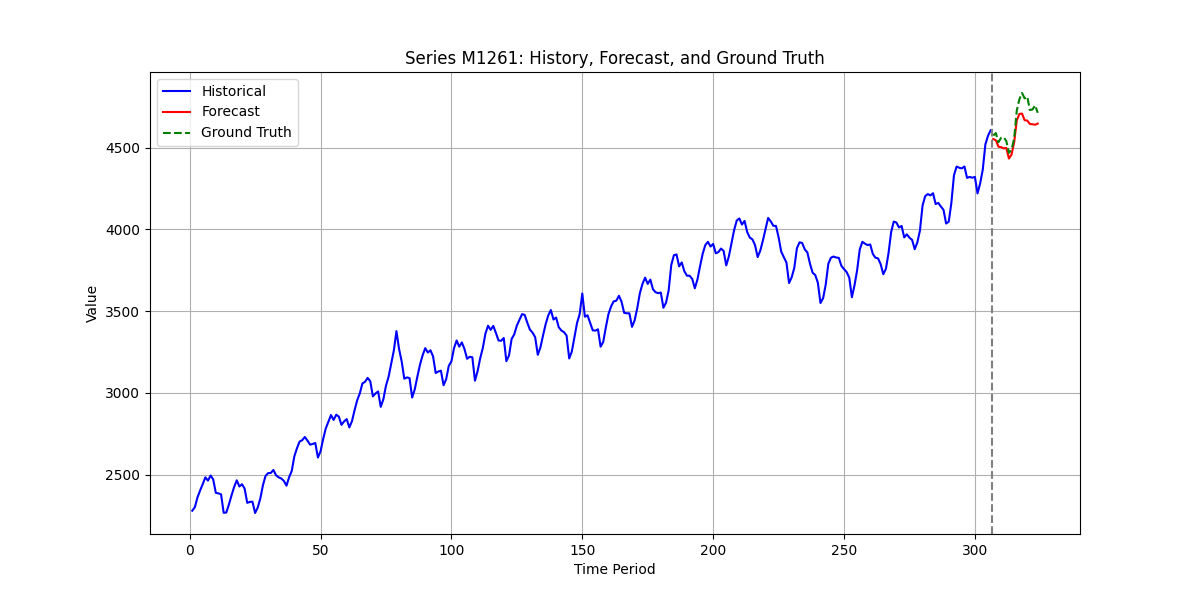 Series M1261: History, Forecast, and Ground Truth
Historical
Forecast
Ground Truth
4500
4000
3500
3000
2500
Value
0 50 100 150 200 250 300
Time Period